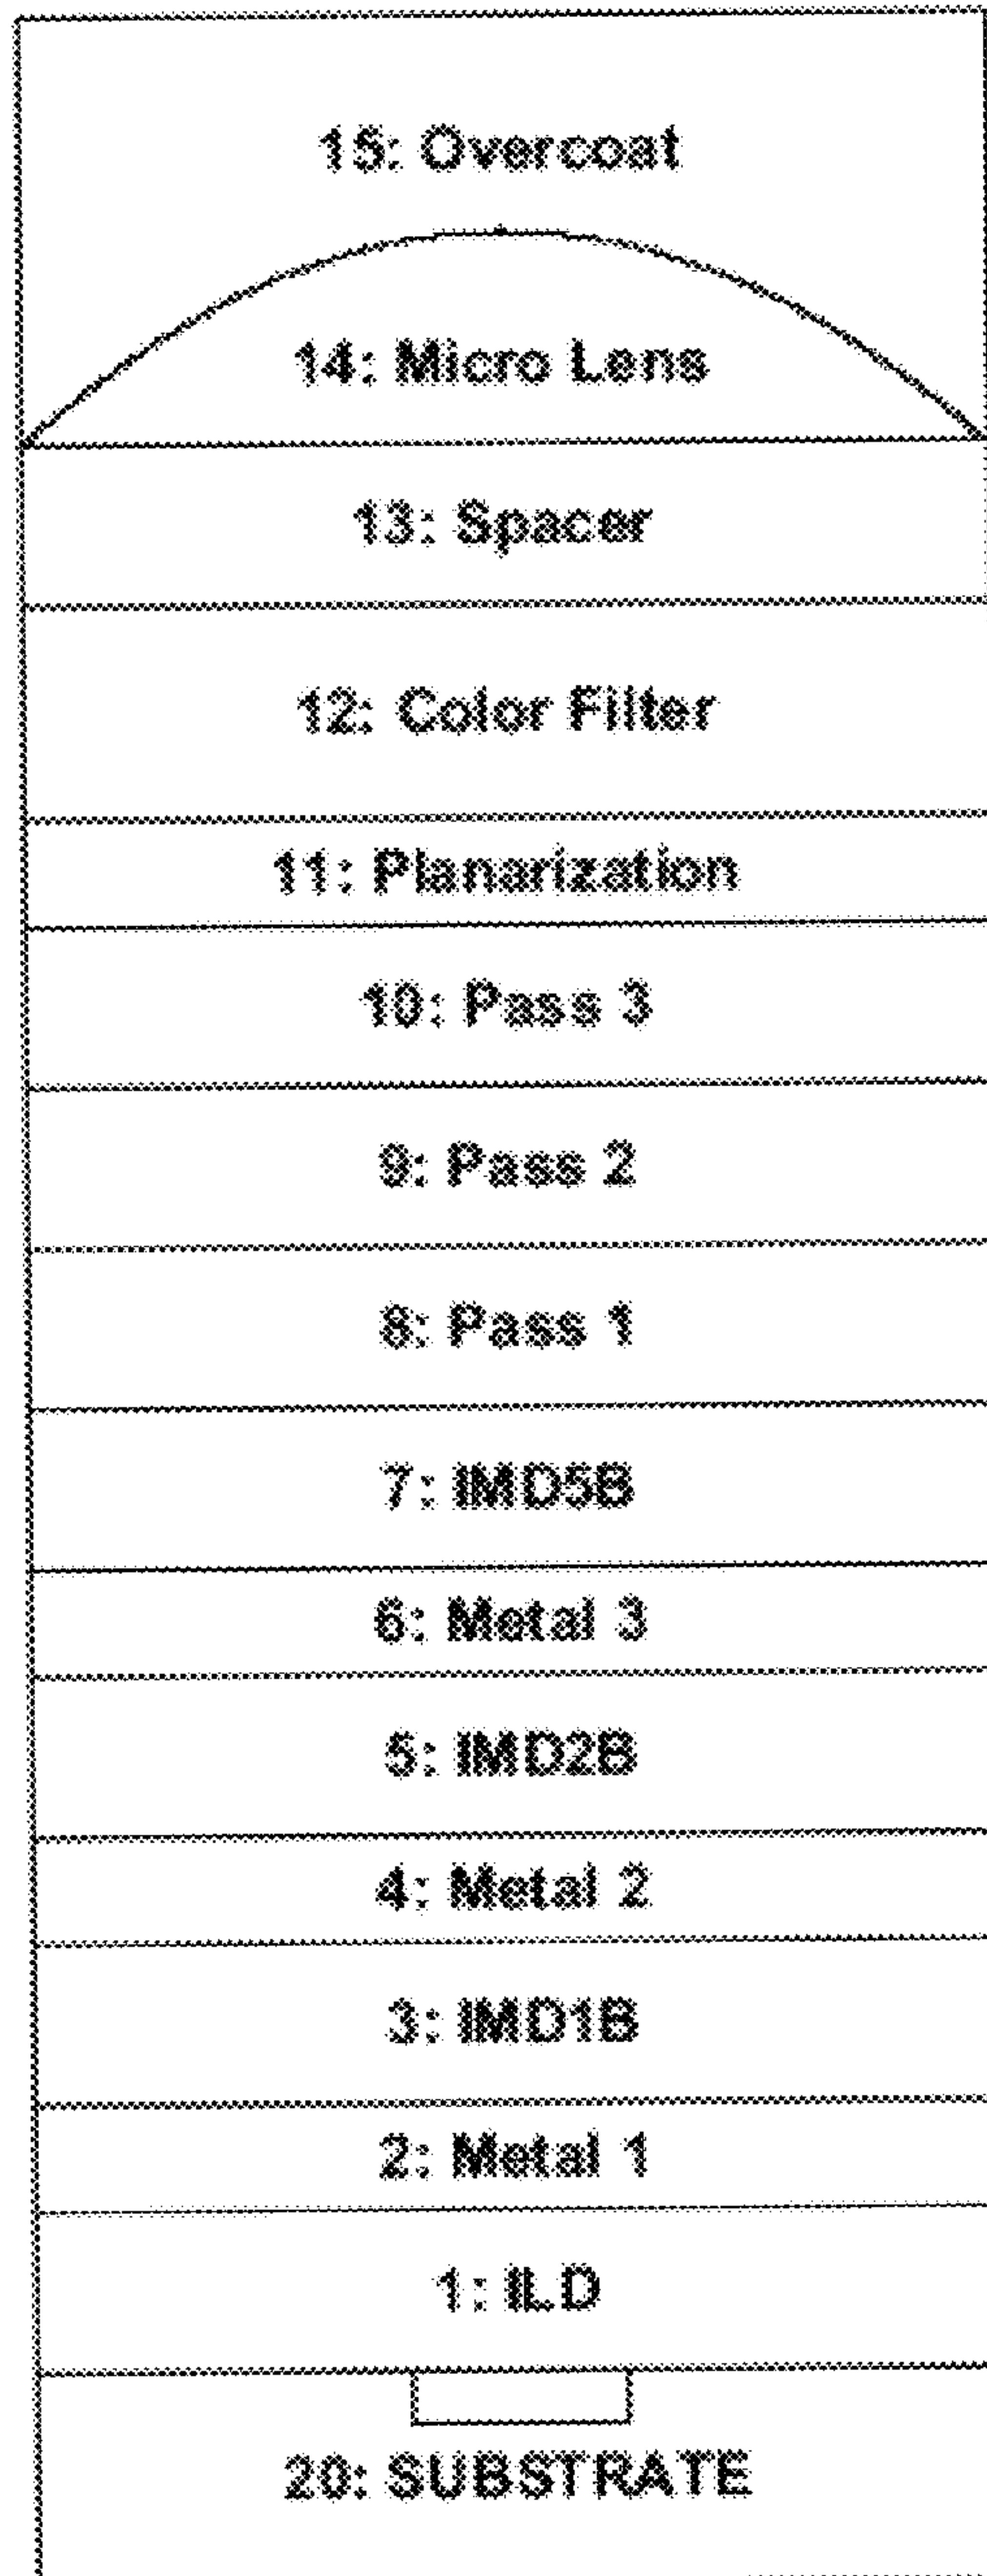 15: Overcoat
14: Micro Lens
13: Spacer
12: Color Filter
11: Planarization
10: Pass 3
9: Pass 2
8: Pass 1
7: IMD5B
6: Metal 3
5: IMD2B
4: Metal 2
3: IMD1B
2: Metal 1
1: ILD
20: SUBSTRATE